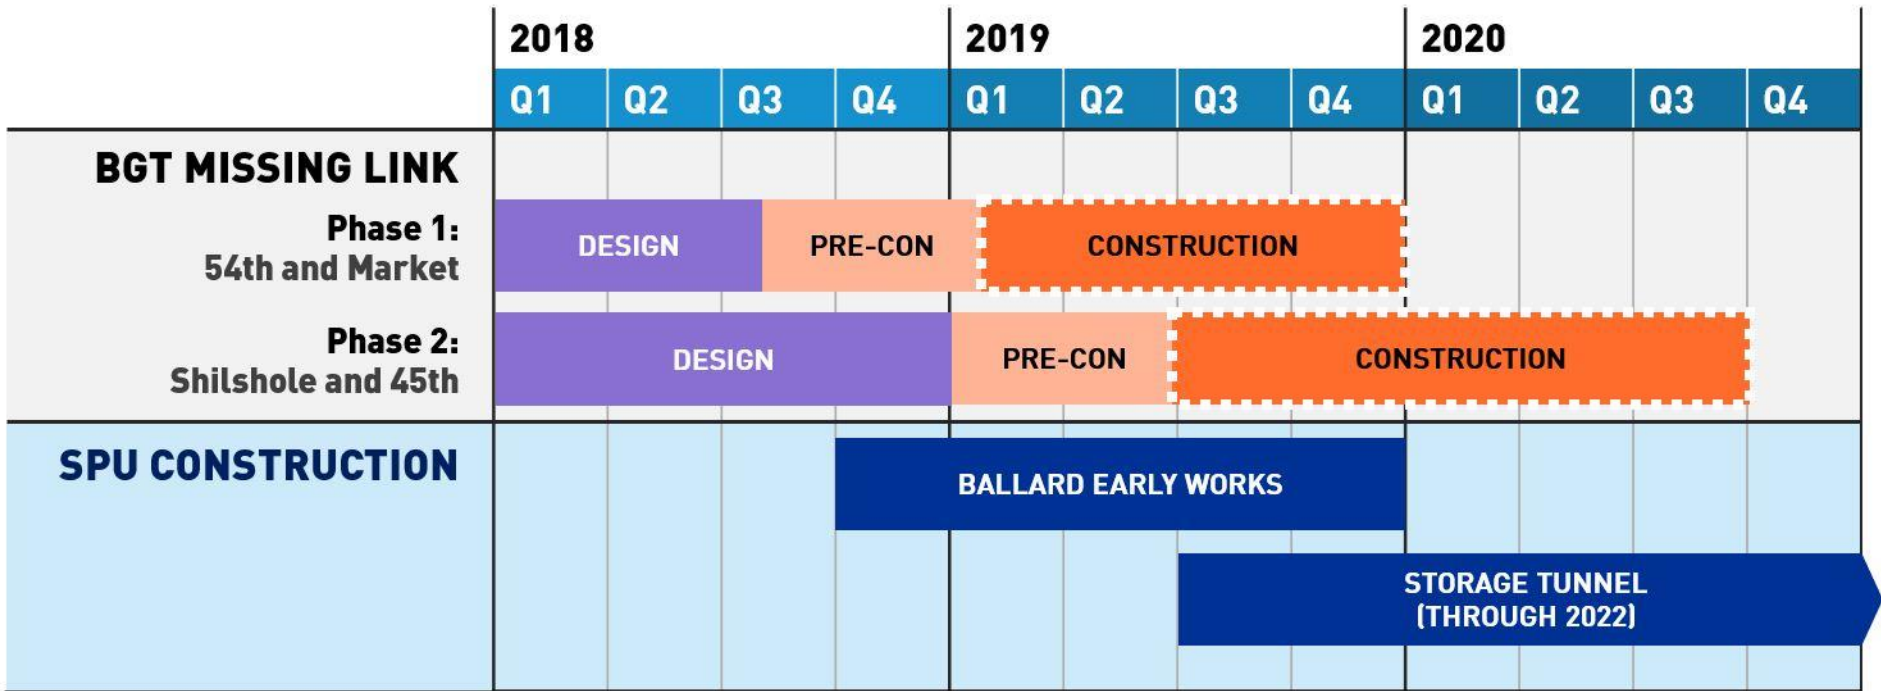 2018 2019 2020
Q1 Q2 Q3 Q4 Q1 Q2 Q3 Q4 Q1 Q2 Q3 Q4
BGT MISSING LINK
Phase 1:
54th and Market
DESIGN PRE-CON CONSTRUCTION
Phase 2:
Shilshole and 45th
DESIGN PRE-CON CONSTRUCTION
SPU CONSTRUCTION
BALLARD EARLY WORKS
STORAGE TUNNEL
(THROUGH 2022)